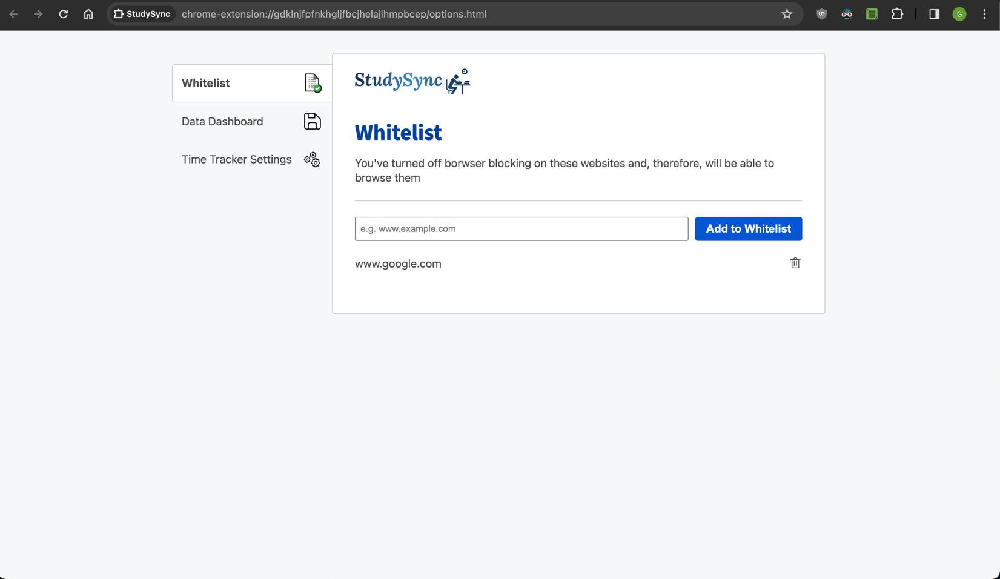 StudySync
chrome-extension://gdklnjfpfnkhgljfbcjhelajihmpbcep/options.html
G
Whitelist
Data Dashboard
Time Tracker Settings
StudySync
Whitelist
You've turned off borwser blocking on these websites and, therefore, will be able to
browse them
e.g. www.example.com
Add to Whitelist
www.google.com